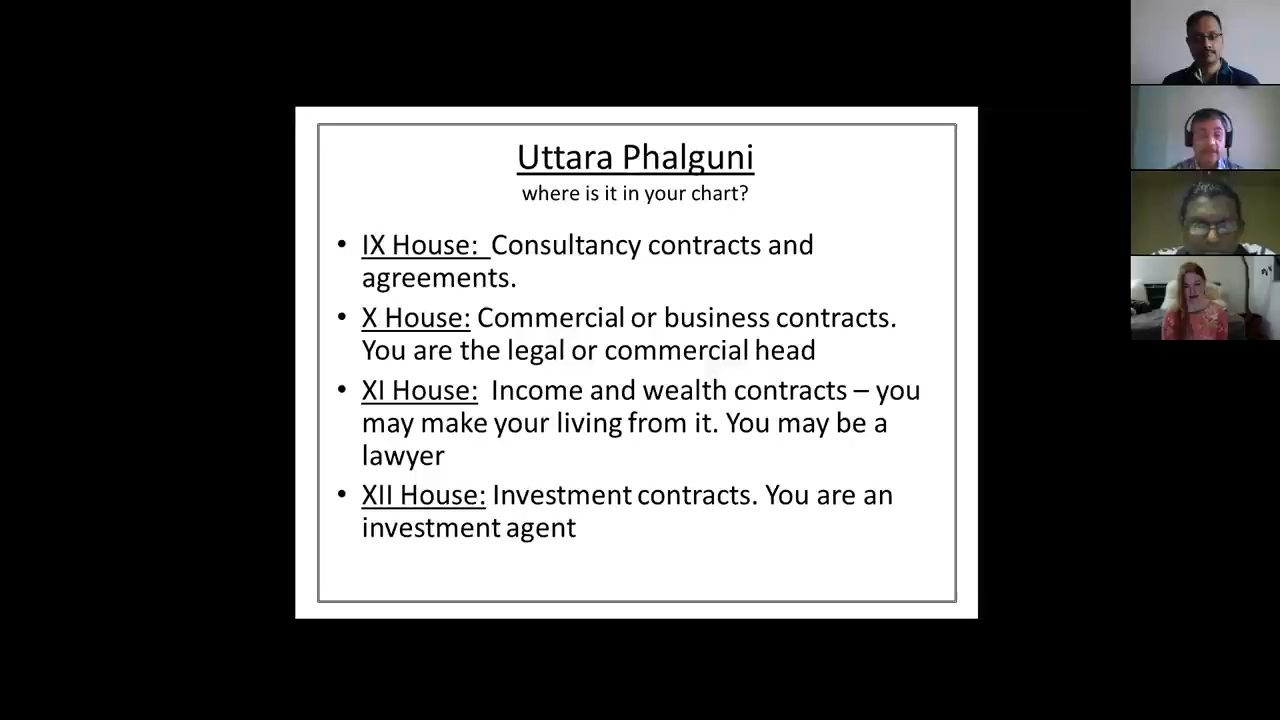 Uttara Phalguni
where is it in your chart?
• IX House: Consultancy contracts and
agreements.
• X House: Commercial or business contracts.
You are the legal or commercial head
• XI House: Income and wealth contracts – you
may make your living from it. You may be a
lawyer
• XII House: Investment contracts. You are an
investment agent